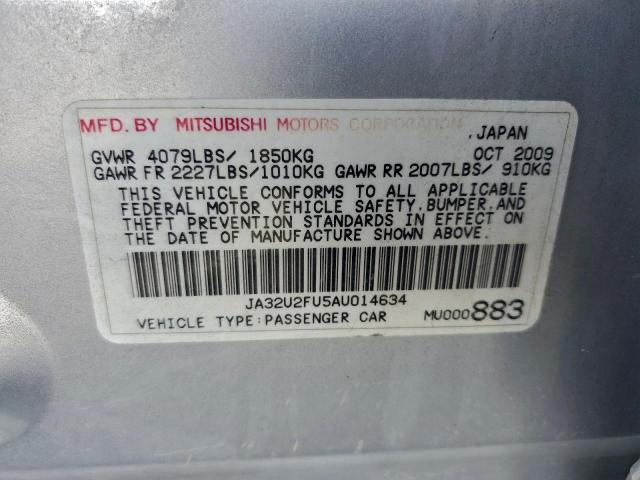 MFD. BY MITSUBISHI MOTORS CORPORATION, JAPAN
GVWR 4079LBS/ 1850KG OCT 2009
GAWR FR 2227LBS/1010KG GAWR RR 2007LBS/ 910KG
THIS VEHICLE CONFORMS TO ALL APPLICABLE
FEDERAL MOTOR VEHICLE SAFETY, BUMPER, AND
THEFT PREVENTION STANDARDS IN EFFECT ON
THE DATE OF MANUFACTURE SHOWN ABOVE.
JA32U2FU5AU014634
VEHICLE TYPE:PASSENGER CAR MU000883